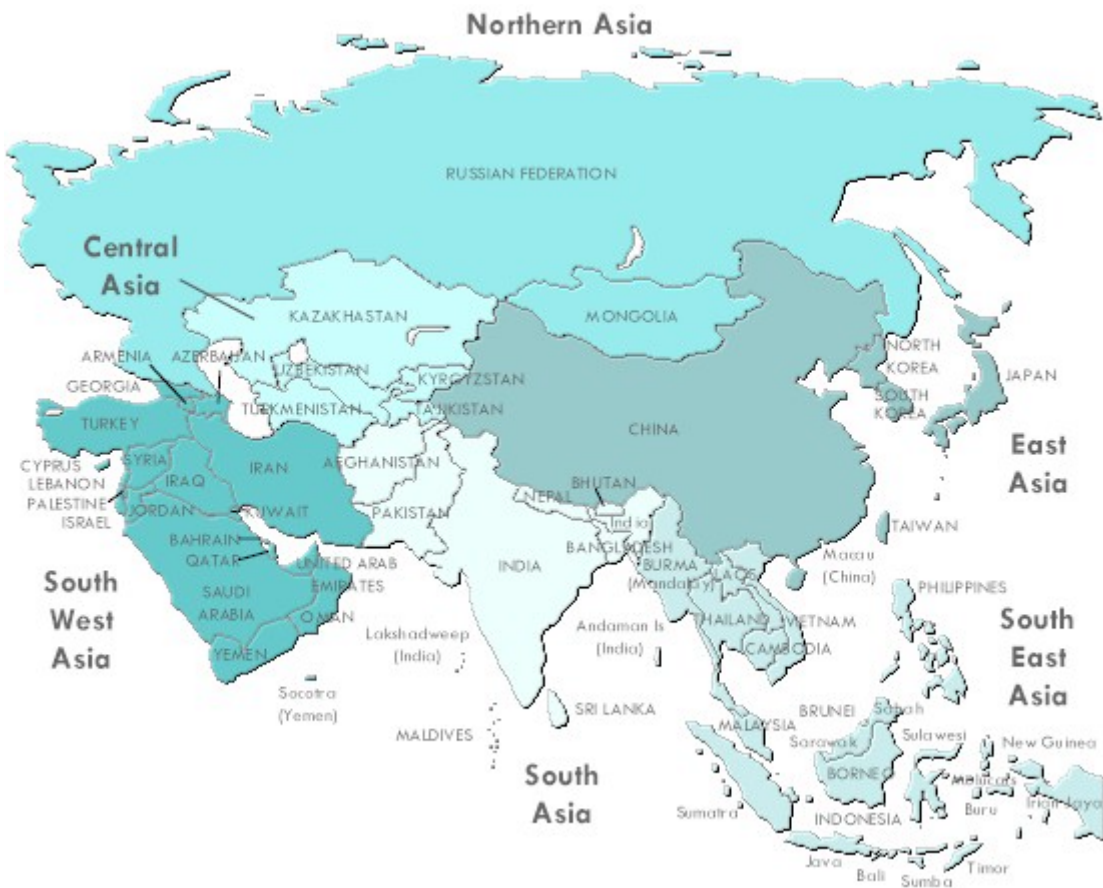 Northern Asia
RUSSIAN FEDERATION
Central
Asia
KAZAKHSTAN
MONGOLIA
ARMENIA
AZERBAIJAN
UZBEKISTAN
NORTH
KOREA
GEORGIA
KYRGYZSTAN
JAPAN
TURKMENISTAN
TAJIKISTAN
SOUTH
KOREA
TURKEY
CHINA
East
Asia
CYPRUS
SYRIA
IRAN
AFGHANISTAN
LEBANON
IRAQ
BHUTAN
PALESTINE
NEPAL
ISRAEL
JORDAN
KUWAIT
PAKISTAN
India
TAIWAN
BAHRAIN
BANGLADESH
QATAR
UNITED ARAB
EMIRATES
INDIA
BURMA
(Mandalay)
LAOS
Macau
(China)
PHILIPPINES
South
West
Asia
SAUDI
ARABIA
OMAN
THAILAND
VIETNAM
South
East
Asia
Lakshadweep
(India)
Andaman Is
(India)
CAMBODIA
YEMEN
Socotra
(Yemen)
SRI LANKA
MALDIVES
MALAYSIA
BRUNEI
Sabah
Sarawak
Sulawesi
New Guinea
South
Asia
BORNEO
Sumatra
INDONESIA
Buru
Irian Jaya
Java
Bali
Sumba
Timor